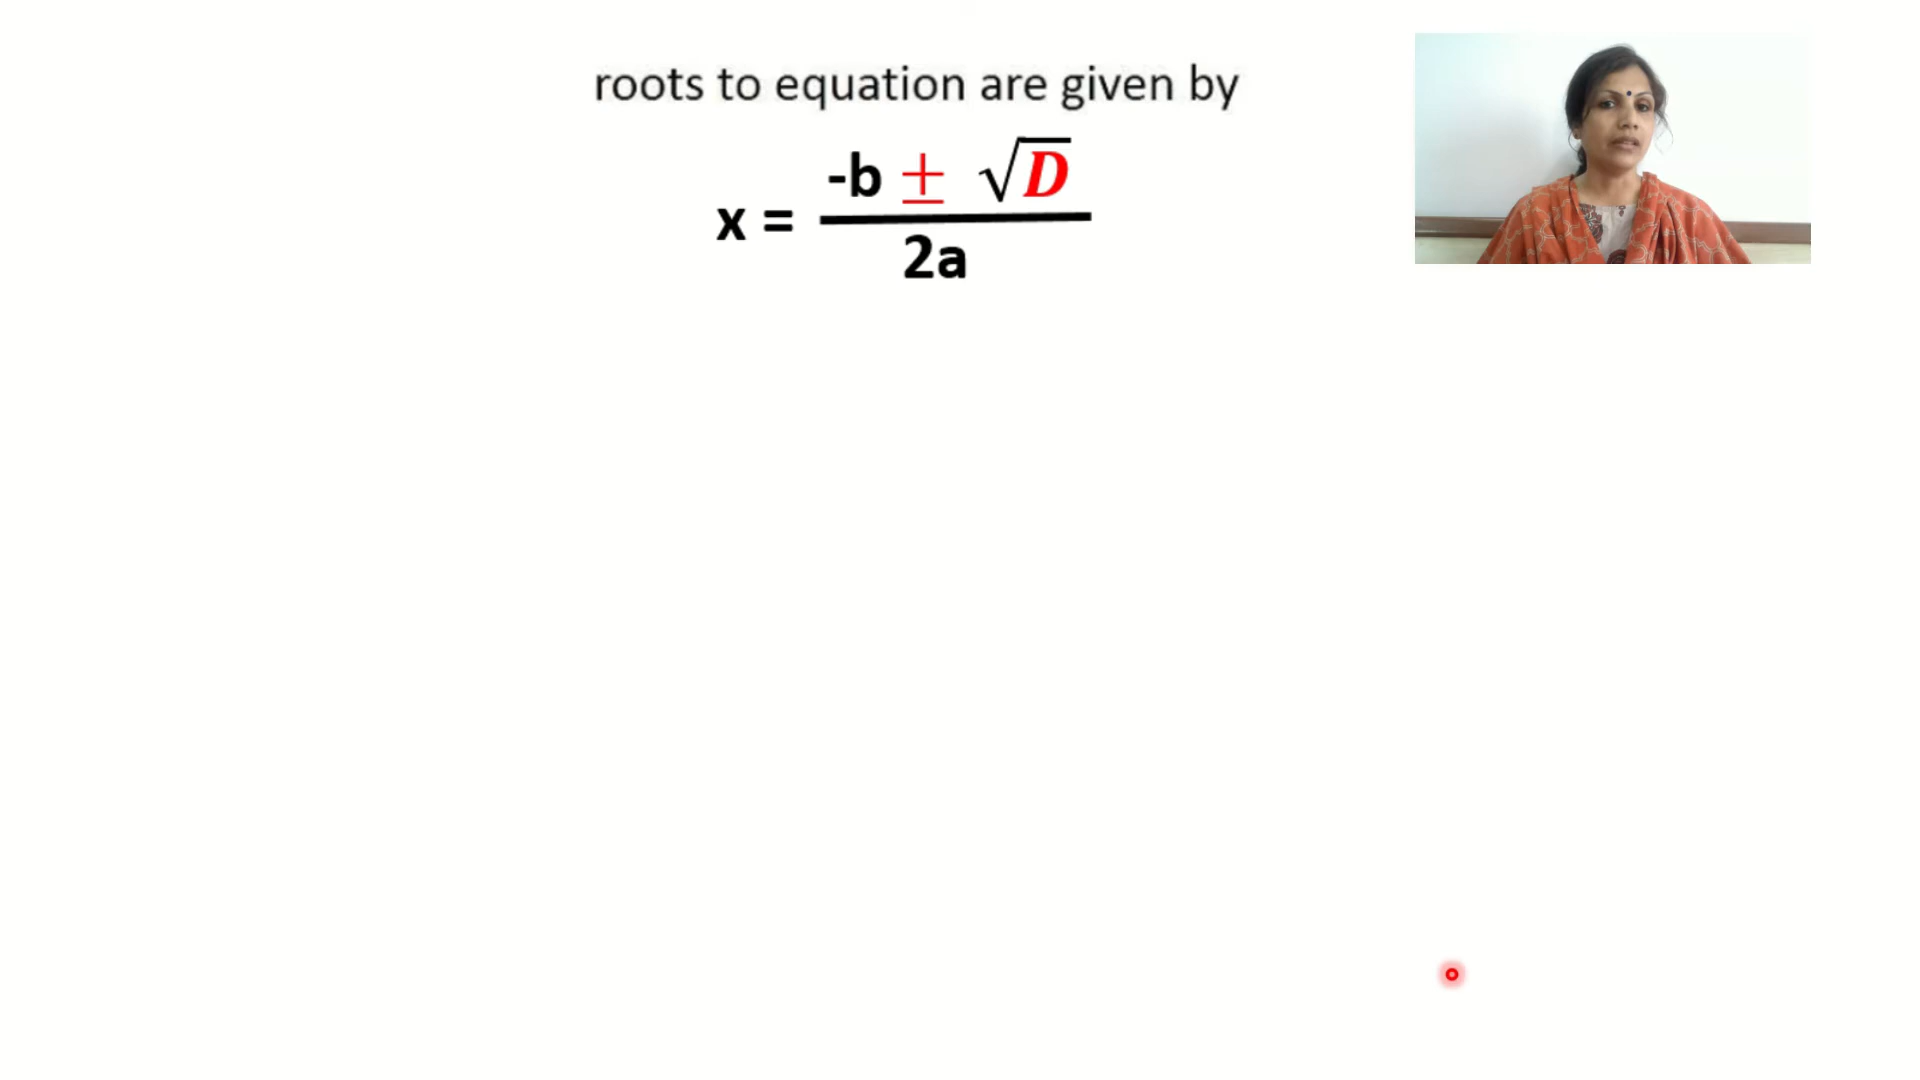 roots to equation are given by
x = -b ± √D
2a